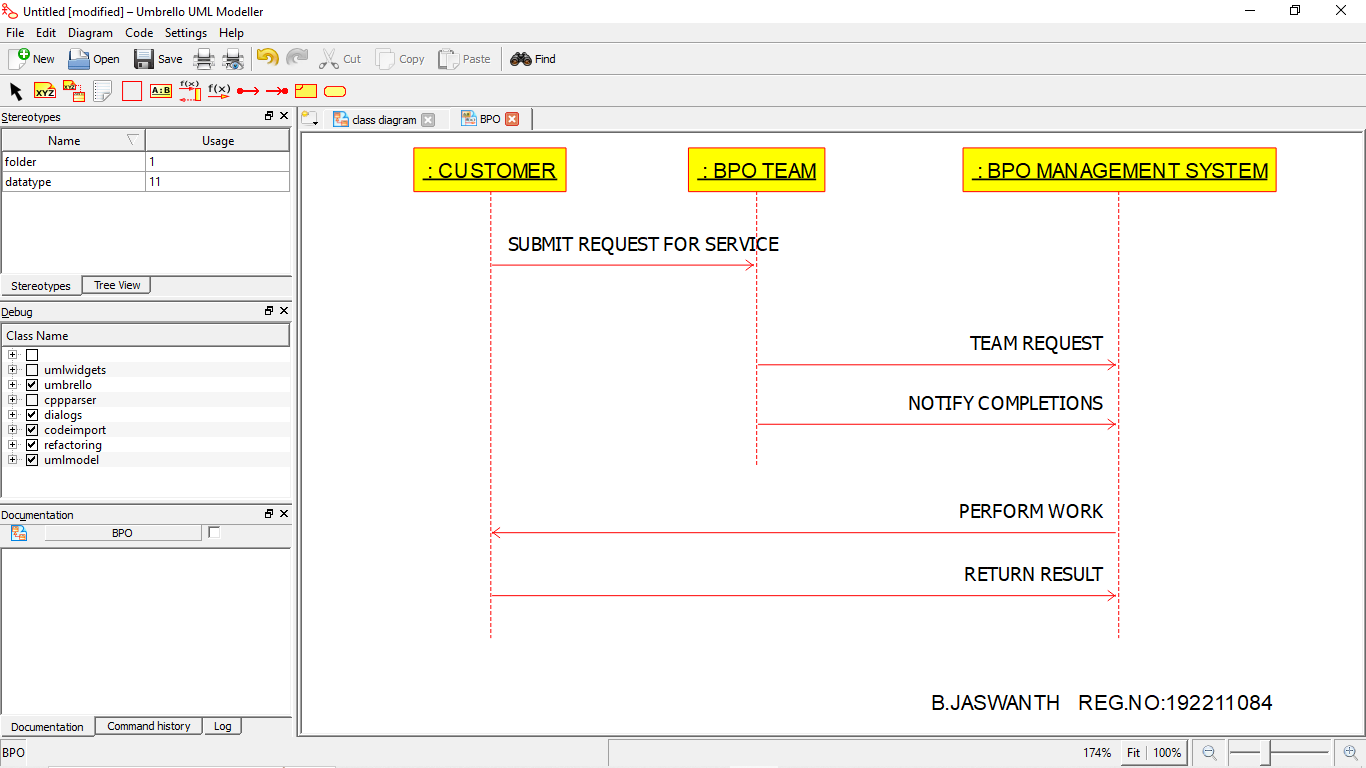 Untitled [modified] – Umbrello UML Modeller
File Edit Diagram Code Settings Help
New Open Save Cut Copy Paste Find
XYZ XYZ A:B f(x) f(x)
Stereotypes
class diagram BPO
Name Usage
folder 1
datatype 11
Stereotypes Tree View
Debug
Class Name
umlwidgets
umbrello
cppparser
dialogs
codeimport
refactoring
umlmodel
Documentation
BPO
Documentation Command history Log
: CUSTOMER : BPO TEAM : BPO MANAGEMENT SYSTEM
SUBMIT REQUEST FOR SERVICE
TEAM REQUEST
NOTIFY COMPLETIONS
PERFORM WORK
RETURN RESULT
B.JASWANTH REG.NO:192211084
BPO 174% Fit 100%